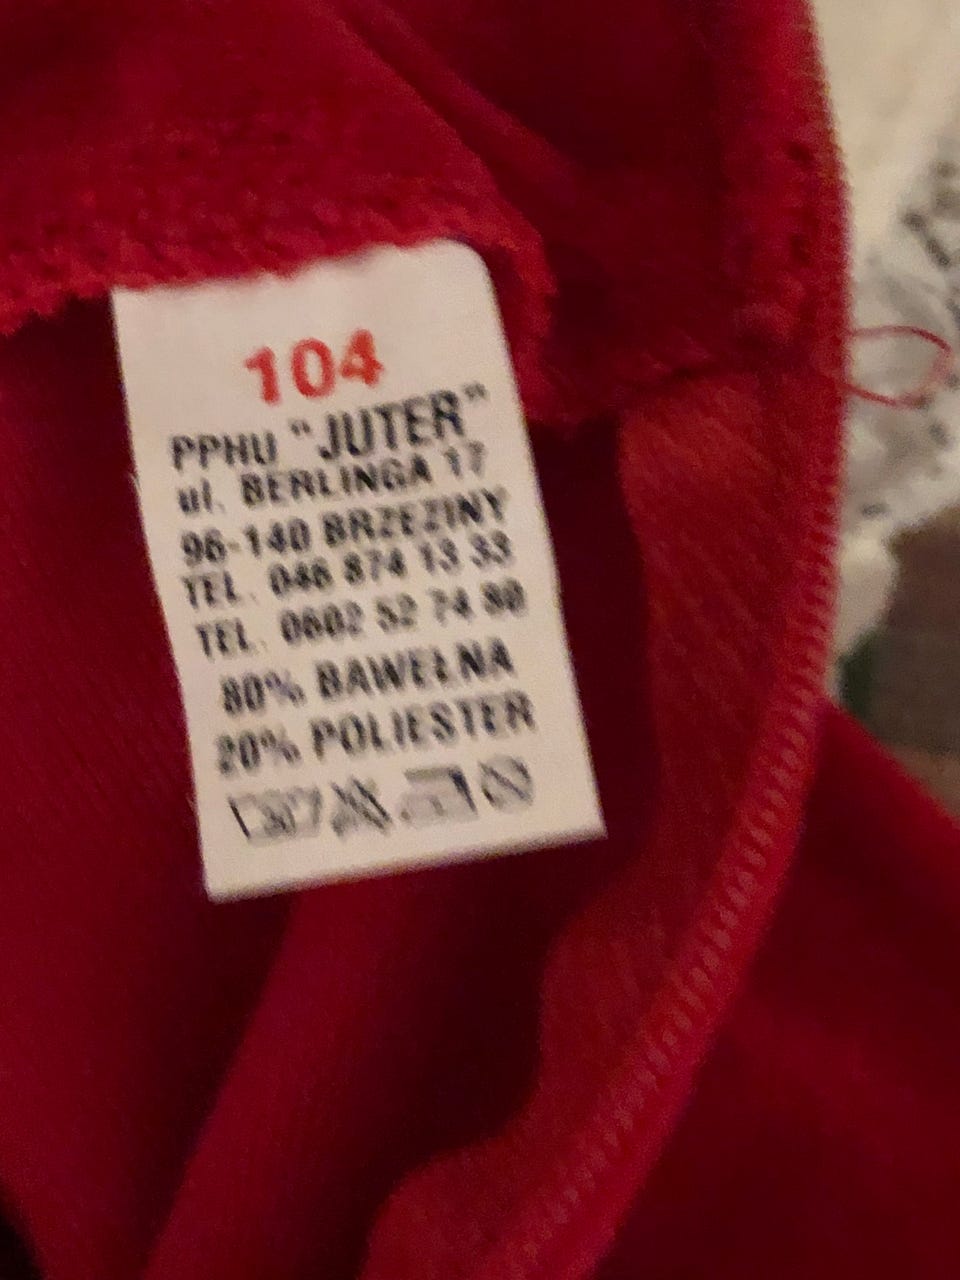 104
PPHU "JUTER"
ul. BERLINGA 17
96-140 BRZEZINY
TEL. 046 874 13 33
TEL. 0602 52 74 80
80% BAWEŁNA
20% POLIESTER